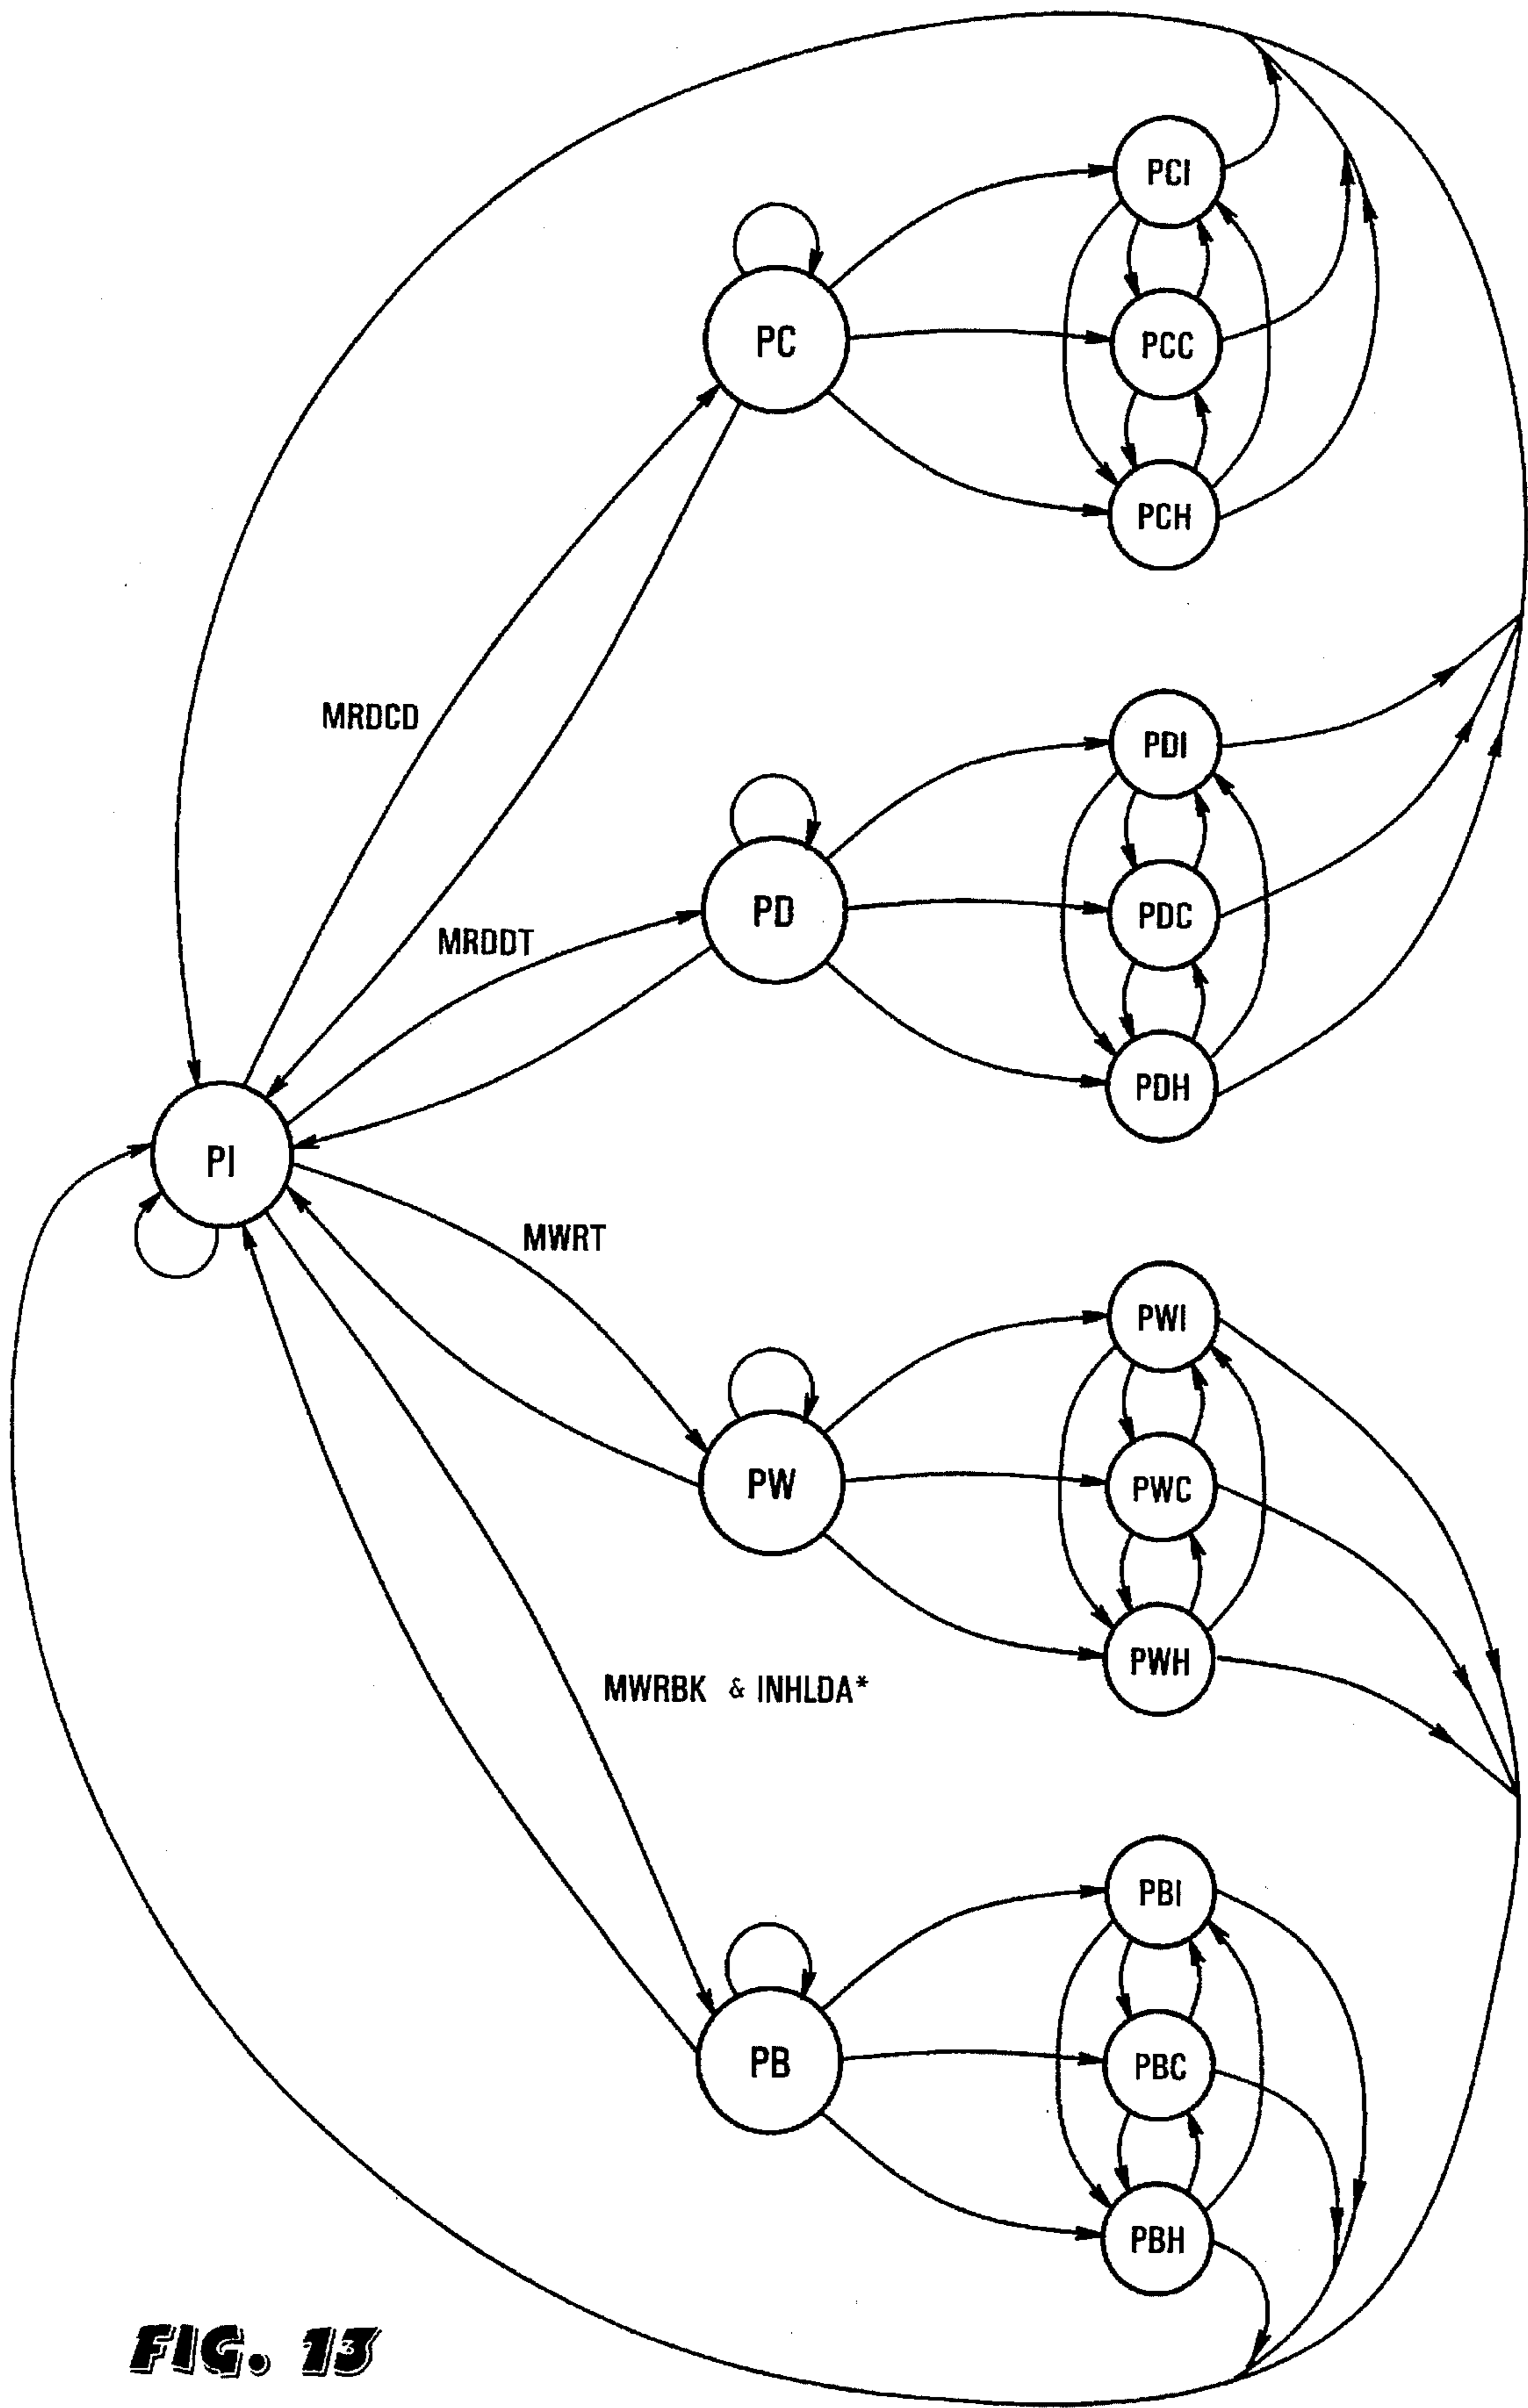 PCI
PC
PCC
PCH
MRDCD
PDI
PD
PDC
MRDDT
PDH
PI
MWRT
PWI
PW
PWC
PWH
MWRBK & INHLDA*
PBI
PB
PBC
PBH
FIG. 13